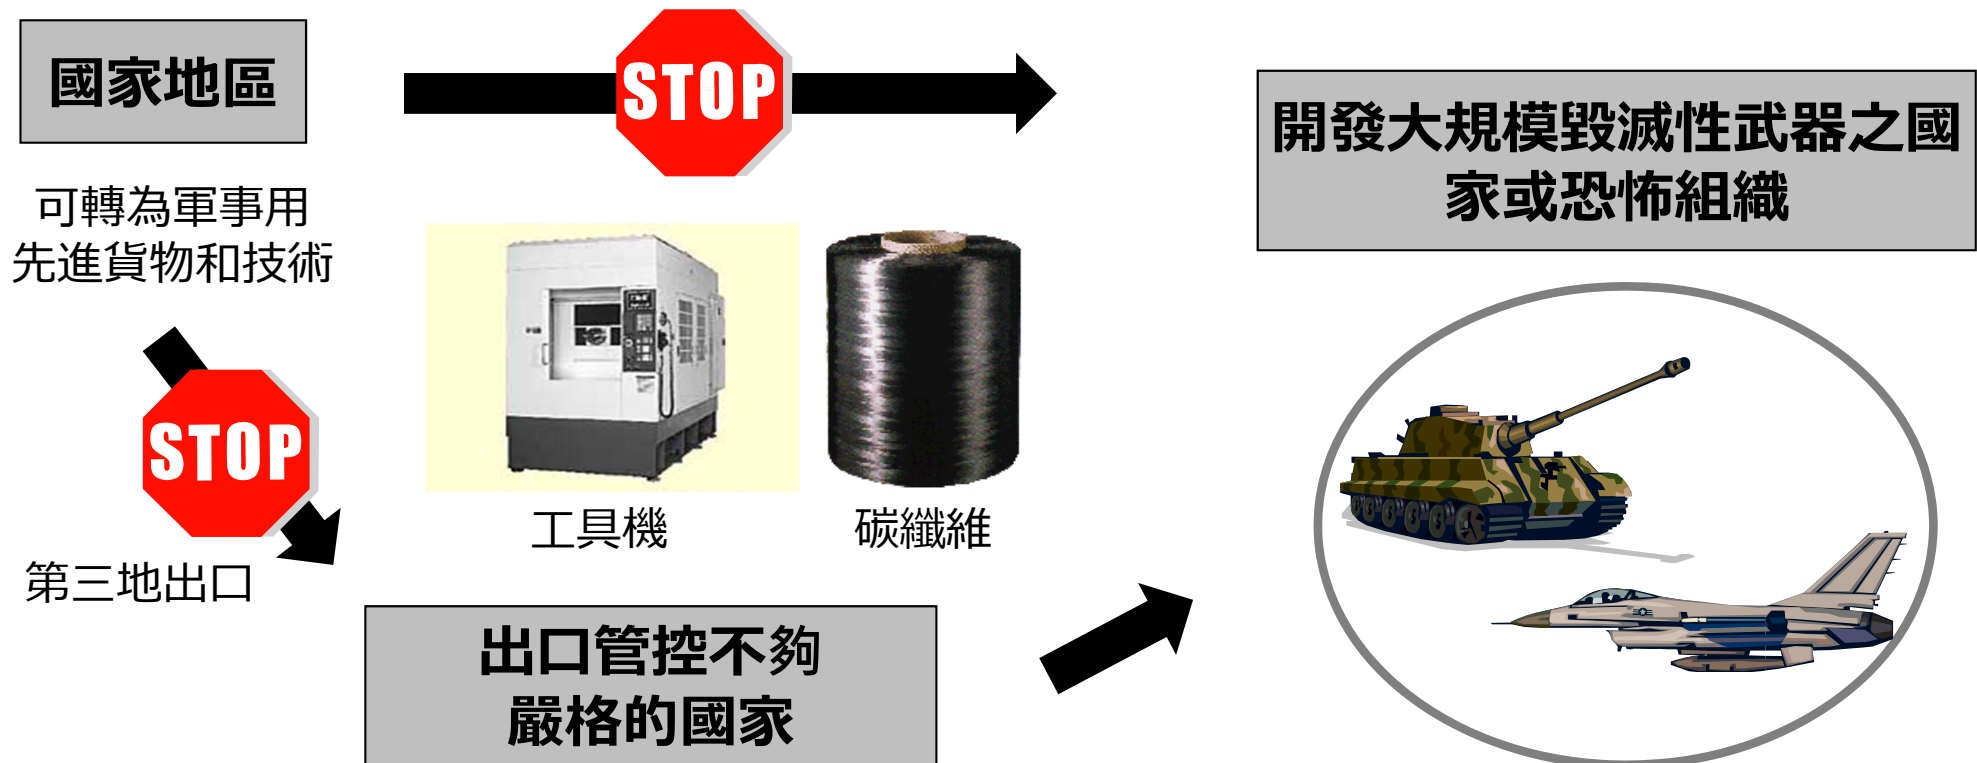 國家地區
STOP
開發大規模毀滅性武器之國
家或恐怖組織
可轉為軍事用
先進貨物和技術
STOP
工具機
碳纖維
第三地出口
出口管控不夠
嚴格的國家